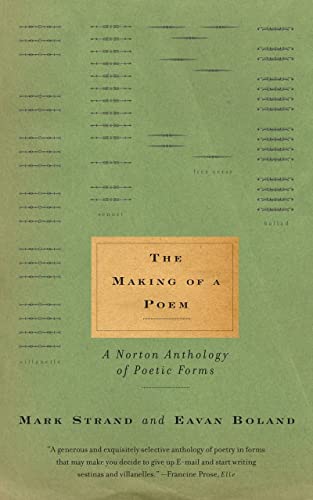 free verse
sonnet
ballad
THE
MAKING OF A
POEM
villanelle
A Norton Anthology
of Poetic Forms
MARK STRAND and EAVAN BOLAND
"A generous and exquisitely selective anthology of poetry in forms
that may make you decide to give up E-mail and start writing
sestinas and villanelles." —Francine Prose, Elle